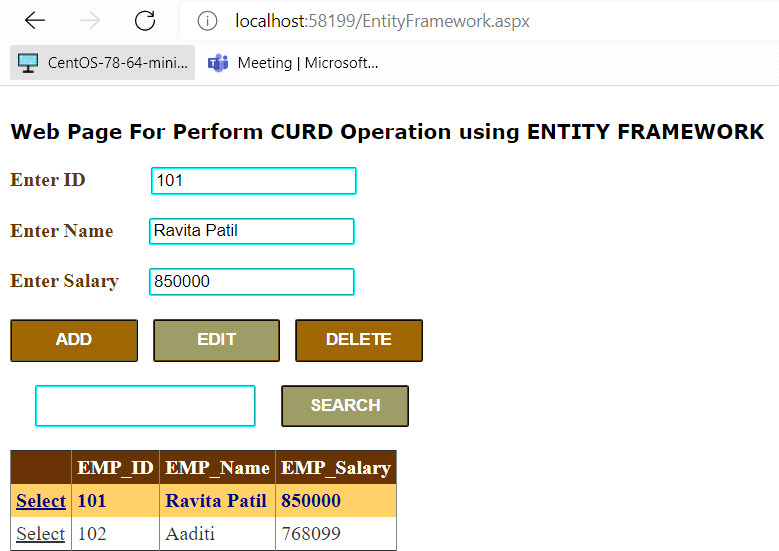 localhost:58199/EntityFramework.aspx
CentOS-78-64-mini... Meeting | Microsoft...
Web Page For Perform CURD Operation using ENTITY FRAMEWORK
Enter ID 101
Enter Name Ravita Patil
Enter Salary 850000
ADD EDIT DELETE
SEARCH
EMP_ID EMP_Name EMP_Salary
Select 101 Ravita Patil 850000
Select 102 Aaditi 768099